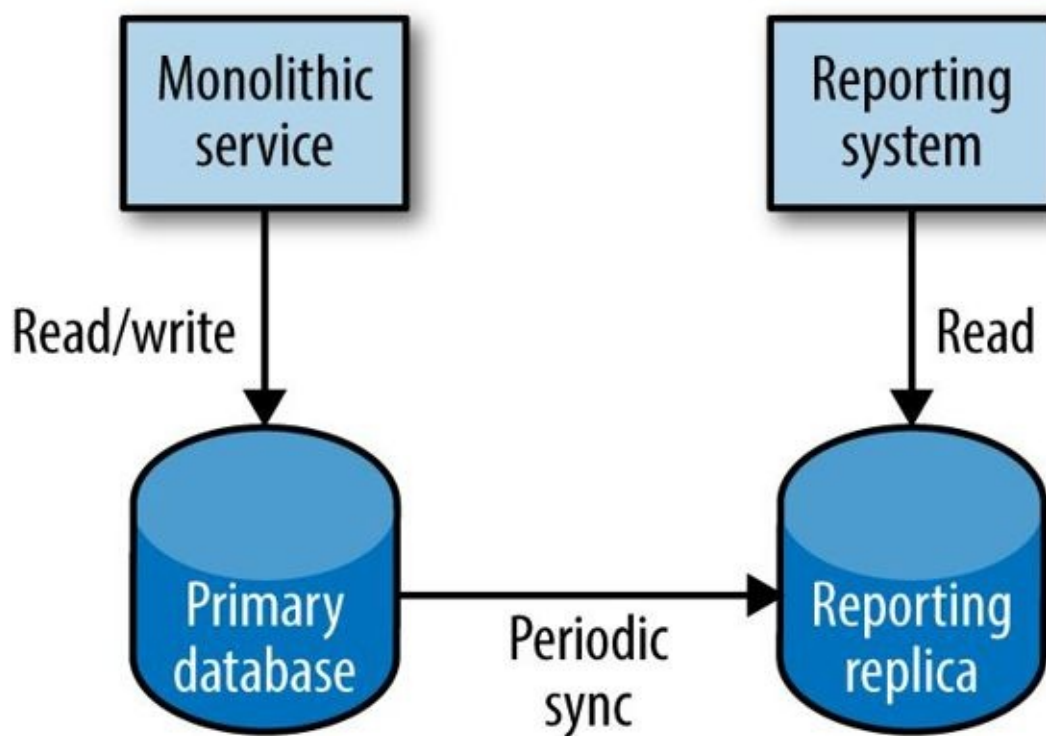 Monolithic
service
Reporting
system
Read/write
Read
Primary
database
Periodic
sync
Reporting
replica